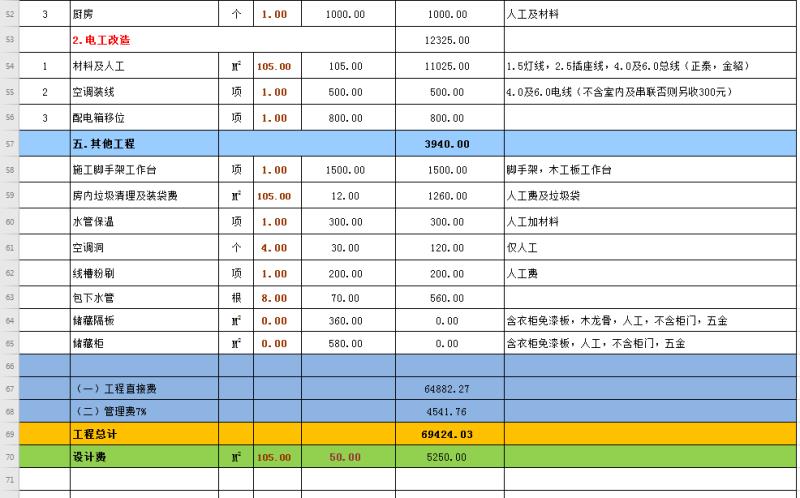 52 3 厨房 个 1.00 1000.00 1000.00 人工及材料
53 2.电工改造 12325.00
54 1 材料及人工 M² 105.00 105.00 11025.00 1.5灯线，2.5插座线，4.0及6.0总线（正泰，金貂）
55 2 空调装线 项 1.00 500.00 500.00 4.0及6.0电线（不含室内及串联否则另收300元）
56 3 配电箱移位 项 1.00 800.00 800.00
57 五.其他工程 3940.00
58 施工脚手架工作台 项 1.00 1500.00 1500.00 脚手架，木工板工作台
59 房内垃圾清理及装袋费 M² 105.00 12.00 1260.00 人工费及垃圾袋
60 水管保温 项 1.00 300.00 300.00 人工加材料
61 空调洞 个 4.00 30.00 120.00 仅人工
62 线槽粉刷 项 1.00 200.00 200.00 人工费
63 包下水管 根 8.00 70.00 560.00
64 储藏隔板 M² 0.00 360.00 0.00 含衣柜免漆板，木龙骨，人工，不含柜门，五金
65 储藏柜 M² 0.00 580.00 0.00 含衣柜免漆板，人工，不含柜门，五金
66
67 （一）工程直接费 64882.27
68 （二）管理费7% 4541.76
69 工程总计 69424.03
70 设计费 M² 105.00 50.00 5250.00
71